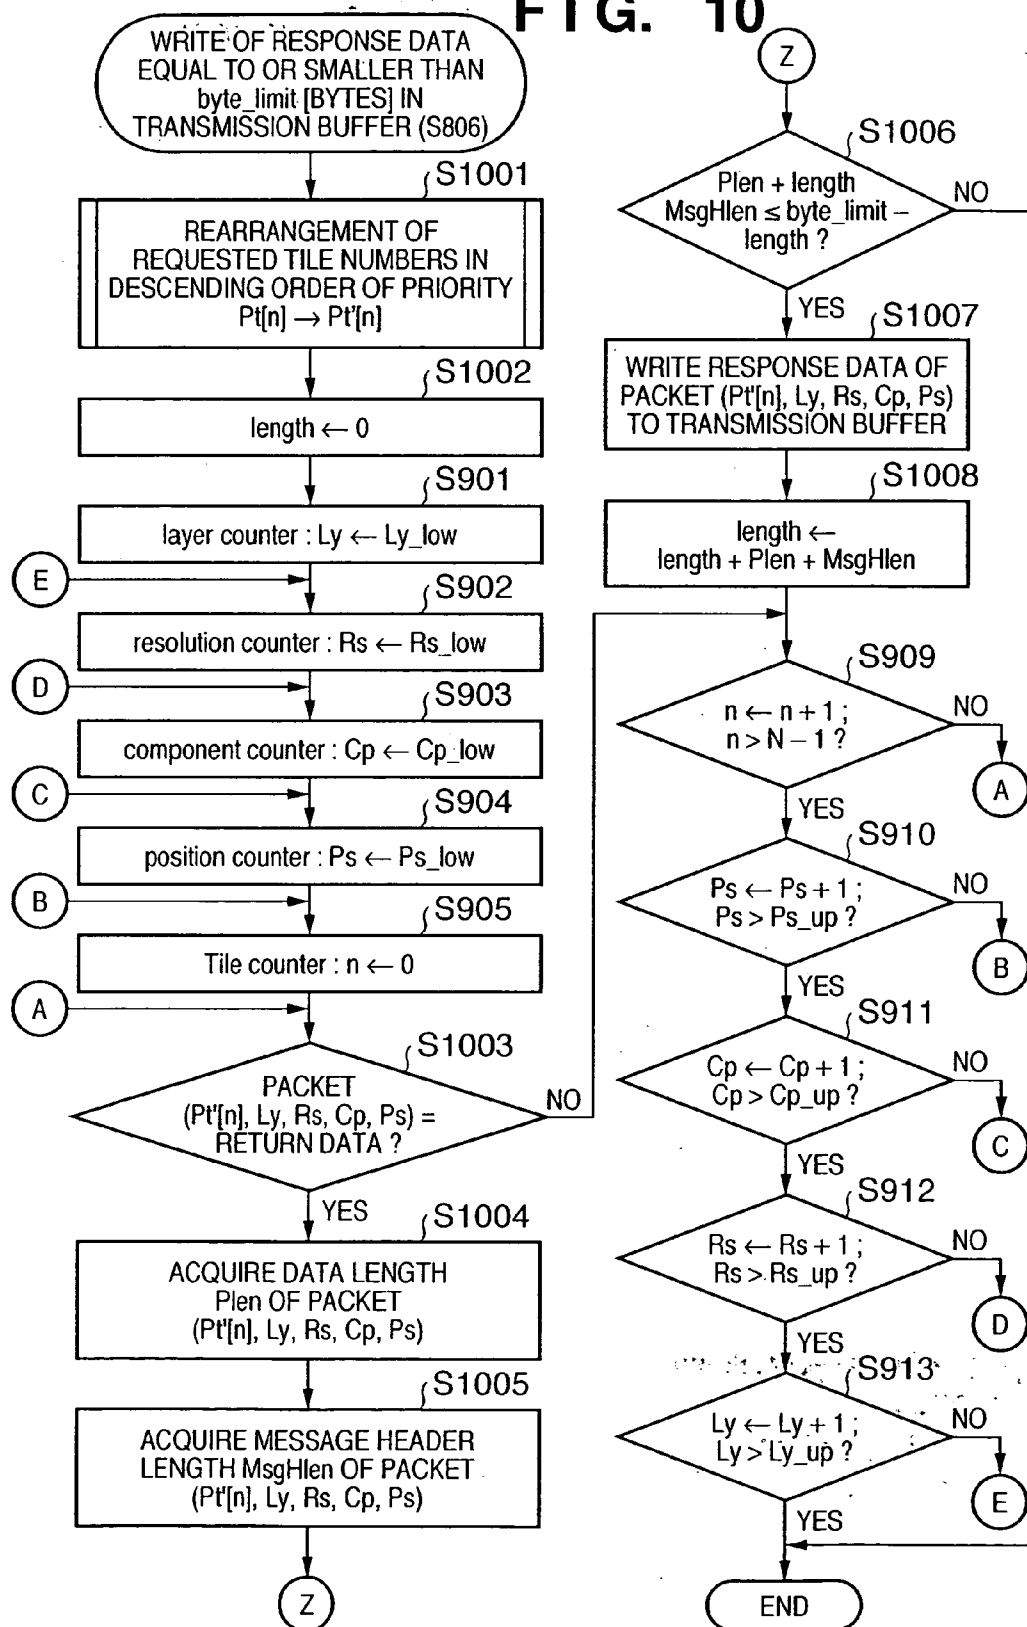 FIG. 10
WRITE OF RESPONSE DATA
EQUAL TO OR SMALLER THAN
byte_limit [BYTES] IN
TRANSMISSION BUFFER (S806)
S1001
REARRANGEMENT OF
REQUESTED TILE NUMBERS IN
DESCENDING ORDER OF PRIORITY
Pt[n] → Pt'[n]
S1002
length ← 0
S901
layer counter : Ly ← Ly_low
E
S902
resolution counter : Rs ← Rs_low
D
S903
component counter : Cp ← Cp_low
C
S904
position counter : Ps ← Ps_low
B
S905
Tile counter : n ← 0
A
S1003
PACKET
(Pt'[n], Ly, Rs, Cp, Ps) =
RETURN DATA ?
NO
YES
S1004
ACQUIRE DATA LENGTH
Plen OF PACKET
(Pt'[n], Ly, Rs, Cp, Ps)
S1005
ACQUIRE MESSAGE HEADER
LENGTH MsgHlen OF PACKET
(Pt'[n], Ly, Rs, Cp, Ps)
Z
Z
S1006
Plen + length
MsgHlen ≤ byte_limit –
length ?
NO
YES
S1007
WRITE RESPONSE DATA OF
PACKET (Pt'[n], Ly, Rs, Cp, Ps)
TO TRANSMISSION BUFFER
S1008
length ←
length + Plen + MsgHlen
S909
n ← n + 1 ;
n > N – 1 ?
NO
A
YES
S910
Ps ← Ps + 1 ;
Ps > Ps_up ?
NO
B
YES
S911
Cp ← Cp + 1 ;
Cp > Cp_up ?
NO
C
YES
S912
Rs ← Rs + 1 ;
Rs > Rs_up ?
NO
D
YES
S913
Ly ← Ly + 1 ;
Ly > Ly_up ?
NO
E
YES
END